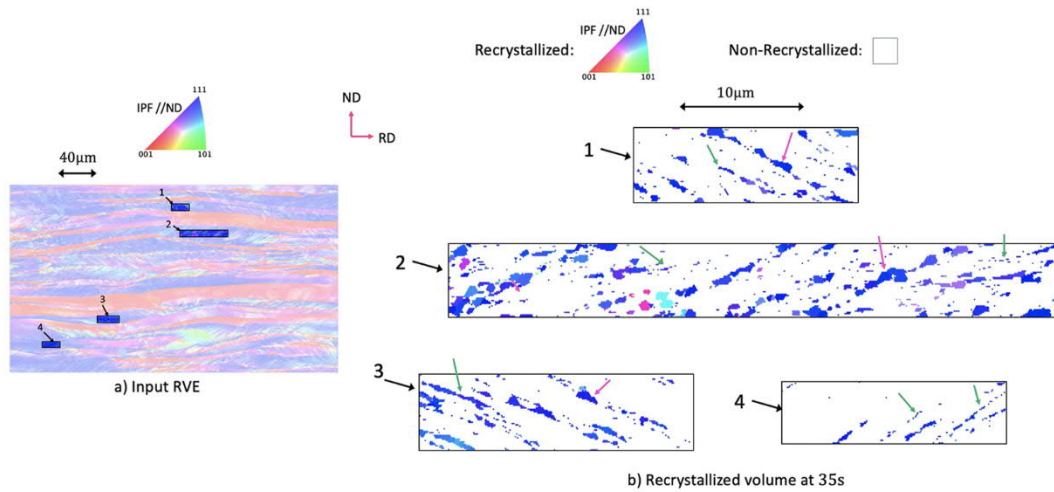 111
IPF //ND
001
101
ND
RD
40μm
1
2
3
4
a) Input RVE
Recrystallized:
111
IPF //ND
001
101
Non-Recrystallized:
10μm
1
2
3
4
b) Recrystallized volume at 35s